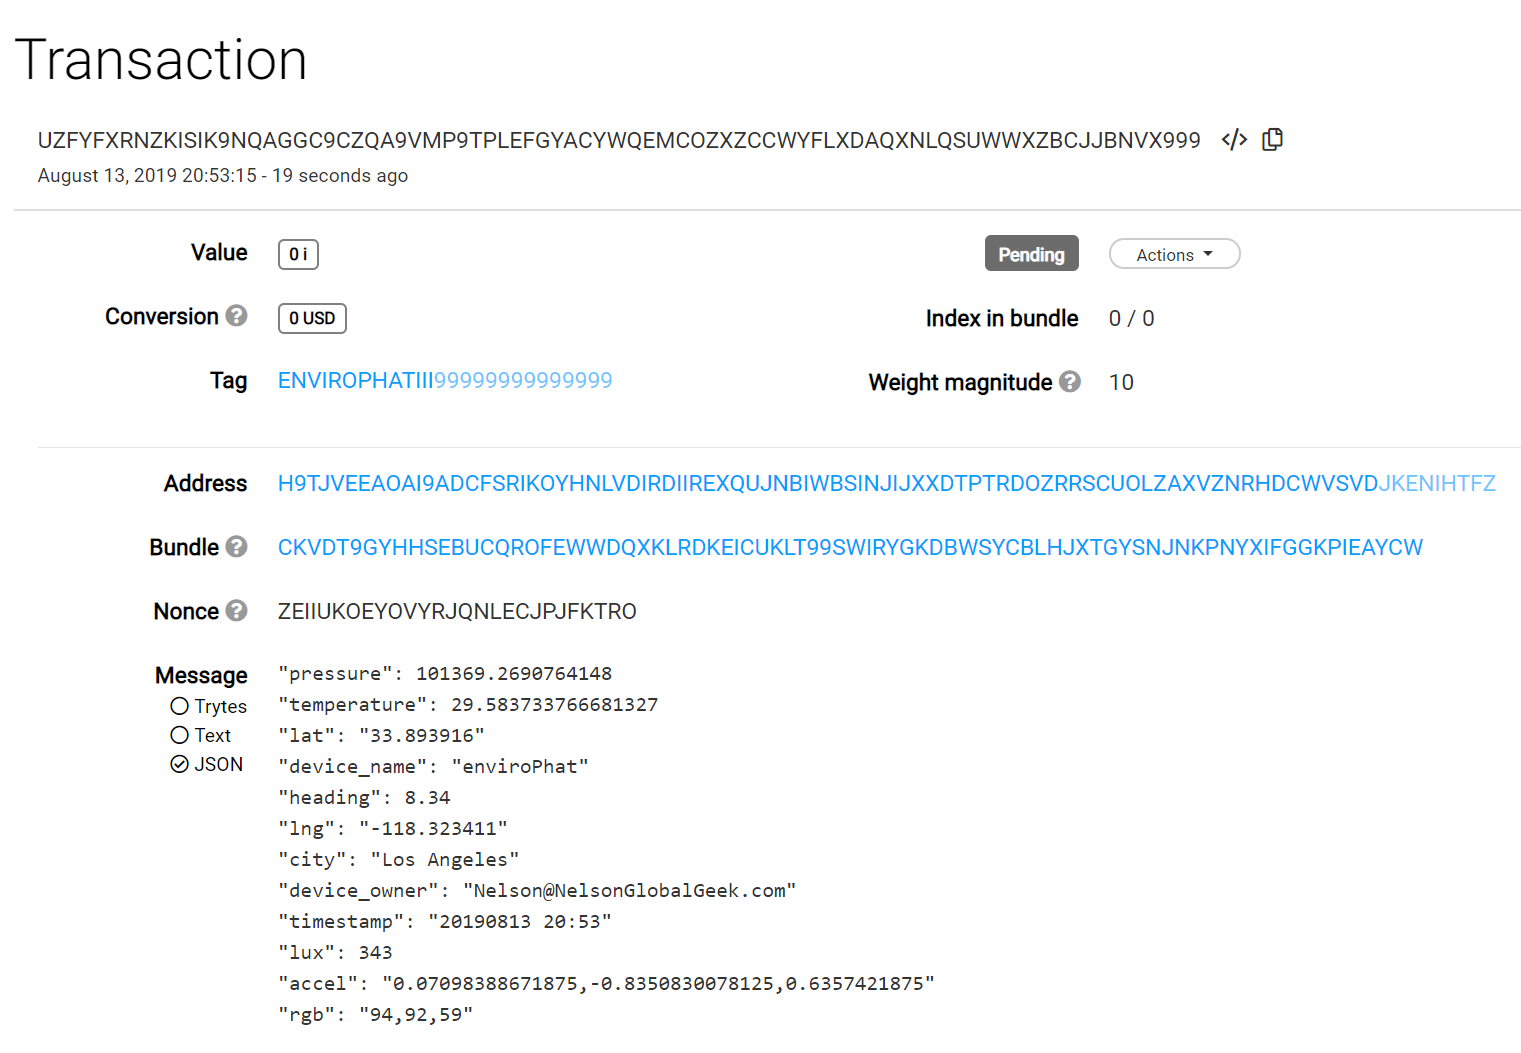 Transaction
UZFYFXRNZKISIK9NQAGGC9CZQA9VMP9TPLEFGYACYWQEMCOZXZCCWYFLXDAQXNLQSUWWXZBCJJBNVX999 </>
August 13, 2019 20:53:15 - 19 seconds ago
Value 0 i Pending Actions
Conversion ? 0 USD Index in bundle 0 / 0
Tag ENVIROPHATIII99999999999999 Weight magnitude ? 10
Address H9TJVEEAOAI9ADCFSRIKOYHNLVDIRDIIREXQUJNBIWBSINJIJXXDTPTRDOZRRSCUOLZAXVZNRHDCWVSVDJKENIHTFZ
Bundle ? CKVDT9GYHHSEBUCQROFEWWDQXKLRDKEICUKLT99SWIRYGKDBWSYCBLHJXTGYSNJNKPNYXIFGGKPIEAYCW
Nonce ? ZEIIUKOEYOVYRJQNLECJPJFKTRO
Message "pressure": 101369.2690764148
Trytes "temperature": 29.583733766681327
Text "lat": "33.893916"
JSON "device_name": "enviroPhat"
"heading": 8.34
"lng": "-118.323411"
"city": "Los Angeles"
"device_owner": "Nelson@NelsonGlobalGeek.com"
"timestamp": "20190813 20:53"
"lux": 343
"accel": "0.07098388671875,-0.8350830078125,0.6357421875"
"rgb": "94,92,59"